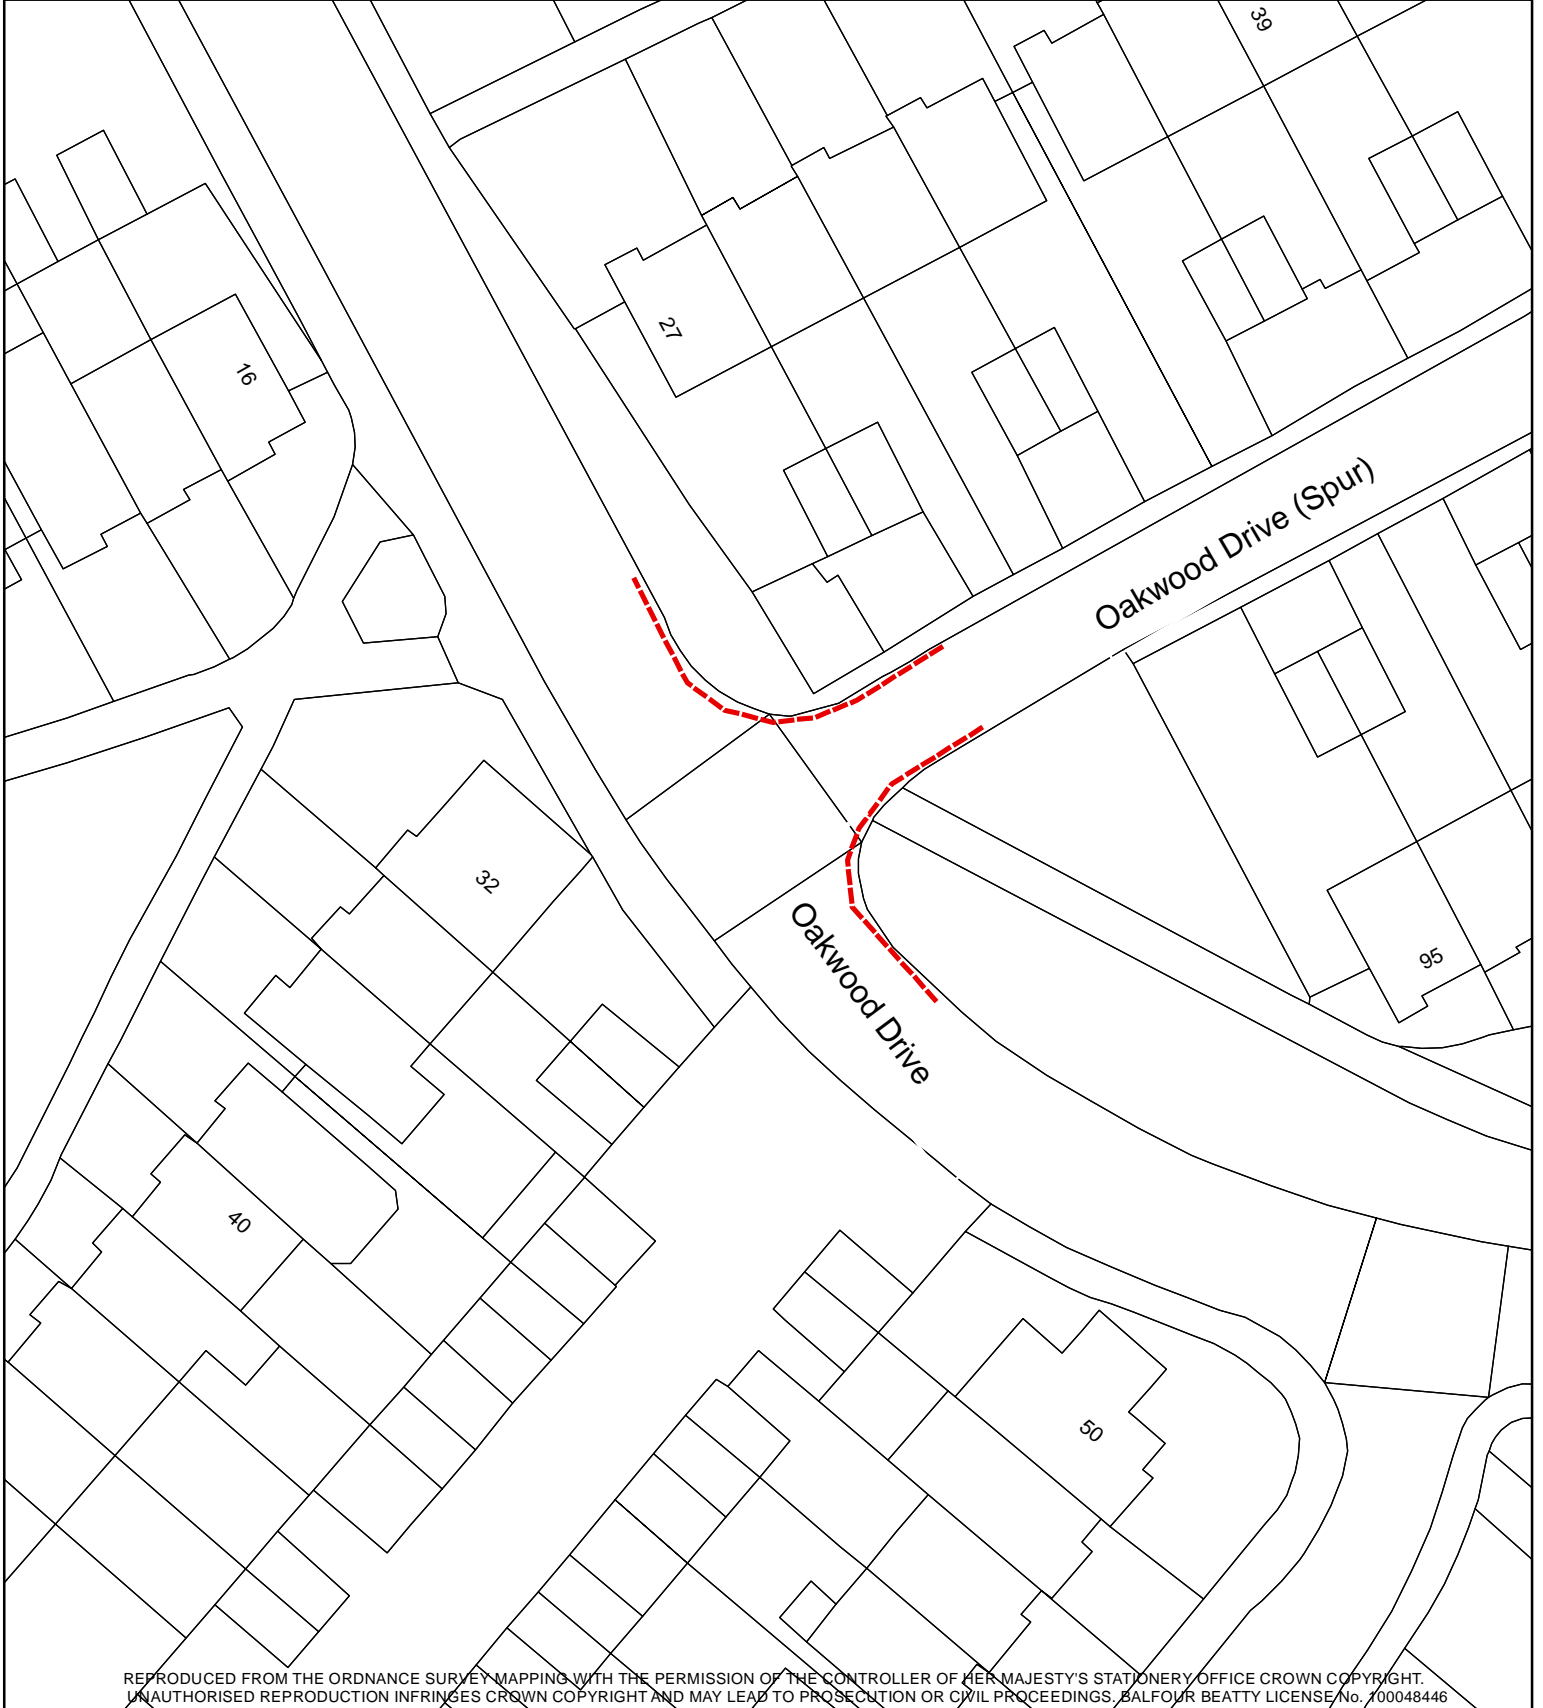 39
27
16
Oakwood Drive (Spur)
32
Oakwood Drive
95
40
50
REPRODUCED FROM THE ORDNANCE SURVEY MAPPING WITH THE PERMISSION OF THE CONTROLLER OF HER MAJESTY'S STATIONERY OFFICE CROWN COPYRIGHT.
UNAUTHORISED REPRODUCTION INFRINGES CROWN COPYRIGHT AND MAY LEAD TO PROSECUTION OR CIVIL PROCEEDINGS. BALFOUR BEATTY LICENSE No. 100048446